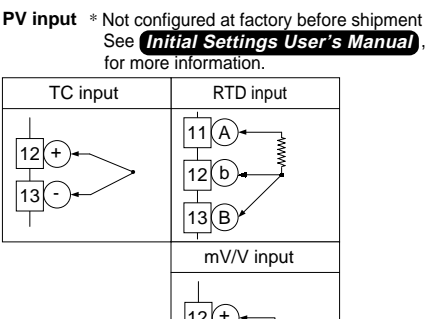 PV input * Not configured at factory before shipment
See Initial Settings User's Manual,
for more information.
TC input RTD input
12 +
13 -
11 A
12 b
13 B
mV/V input
12 +